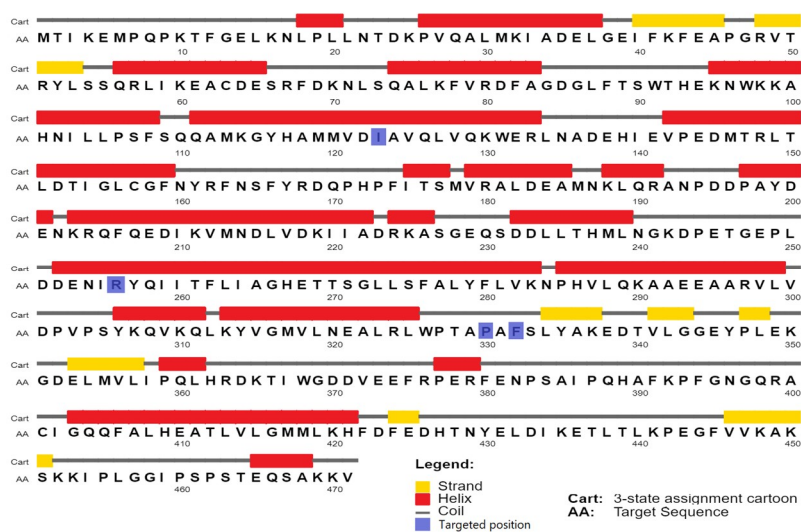 Cart
AA M T I K E M P Q P K T F G E L K N L P L L N T D K P V Q A L M K I A D E L G E I F K F E A P G R V T
10 20 30 40 50
Cart
AA R Y L S S Q R L I K E A C D E S R F D K N L S Q A L K F V R D F A G D G L F T S W T H E K N W K K A
60 70 80 90 100
Cart
AA H N I L L P S F S Q Q A M K G Y H A M M V D I A V Q L V Q K W E R L N A D E H I E V P E D M T R L T
110 120 130 140 150
Cart
AA L D T I G L C G F N Y R F N S F Y R D Q P H P F I T S M V R A L D E A M N K L Q R A N P D D P A Y D
160 170 180 190 200
Cart
AA E N K R Q F Q E D I K V M N D L V D K I I A D R K A S G E Q S D D L L T H M L N G K D P E T G E P L
210 220 230 240 250
Cart
AA D D E N I R Y Q I I T F L I A G H E T T S G L L S F A L Y F L V K N P H V L Q K A A E E A A R V L V
260 270 280 290 300
Cart
AA D P V P S Y K Q V K Q L K Y V G M V L N E A L R L W P T A P A F S L Y A K E D T V L G G E Y P L E K
310 320 330 340 350
Cart
AA G D E L M V L I P Q L H R D K T I W G D D V E E F R P E R F E N P S A I P Q H A F K P F G N G Q R A
360 370 380 390 400
Cart
AA C I G Q Q F A L H E A T L V L G M M L K H F D F E D H T N Y E L D I K E T L T L K P E G F V V K A K
410 420 430 440 450
Cart
AA S K K I P L G G I P S P S T E Q S A K K V
460 470
Legend:
Strand
Helix
Coil
Targeted position
Cart: 3-state assignment cartoon
AA: Target Sequence